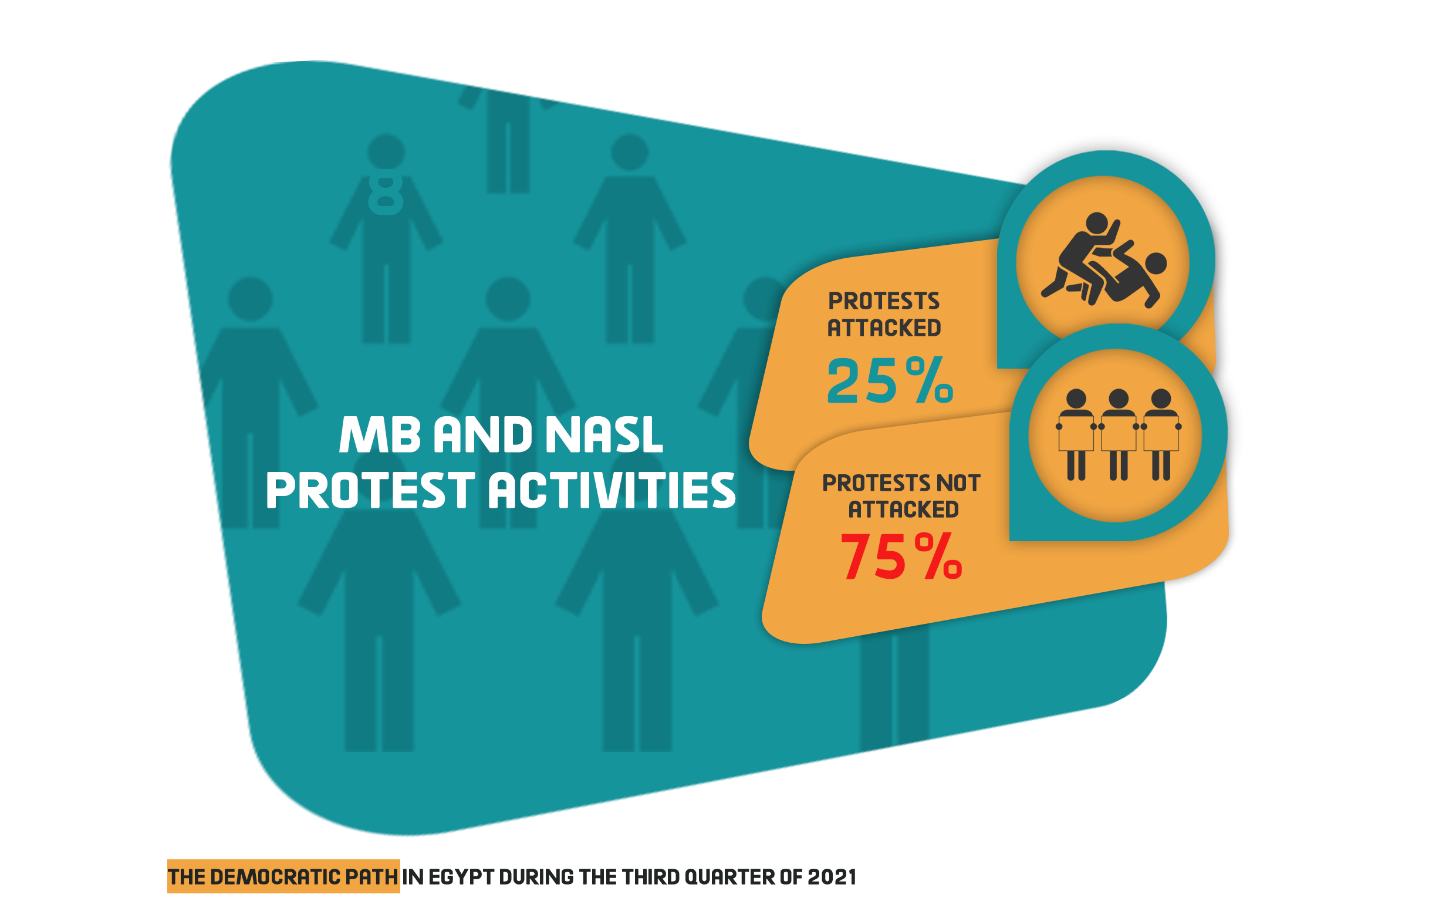 8
MB AND NASL
PROTEST ACTIVITIES
PROTESTS
ATTACKED
25%
PROTESTS NOT
ATTACKED
75%
THE DEMOCRATIC PATH IN EGYPT DURING THE THIRD QUARTER OF 2021